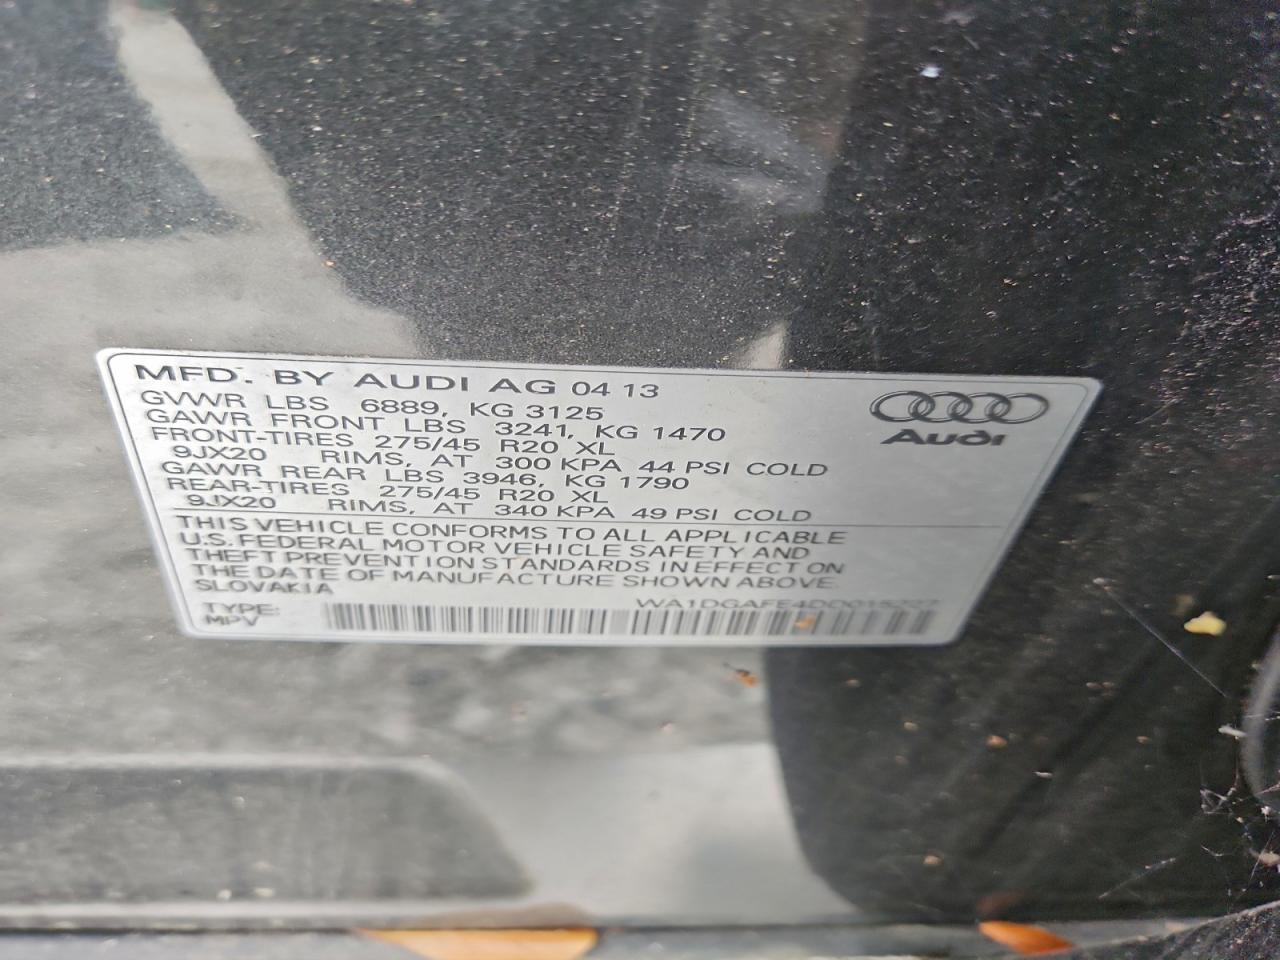 MFD. BY AUDI AG 04 13
GVWR LBS 6889, KG 3125
GAWR FRONT LBS 3241, KG 1470
FRONT-TIRES 275/45 R20 XL
9JX20 RIMS, AT 300 KPA 44 PSI COLD
GAWR REAR LBS 3946, KG 1790
REAR-TIRES 275/45 R20 XL
9JX20 RIMS, AT 340 KPA 49 PSI COLD
Audi
THIS VEHICLE CONFORMS TO ALL APPLICABLE
U.S. FEDERAL MOTOR VEHICLE SAFETY AND
THEFT PREVENTION STANDARDS IN EFFECT ON
THE DATE OF MANUFACTURE SHOWN ABOVE.
SLOVAKIA
TYPE:
MPV